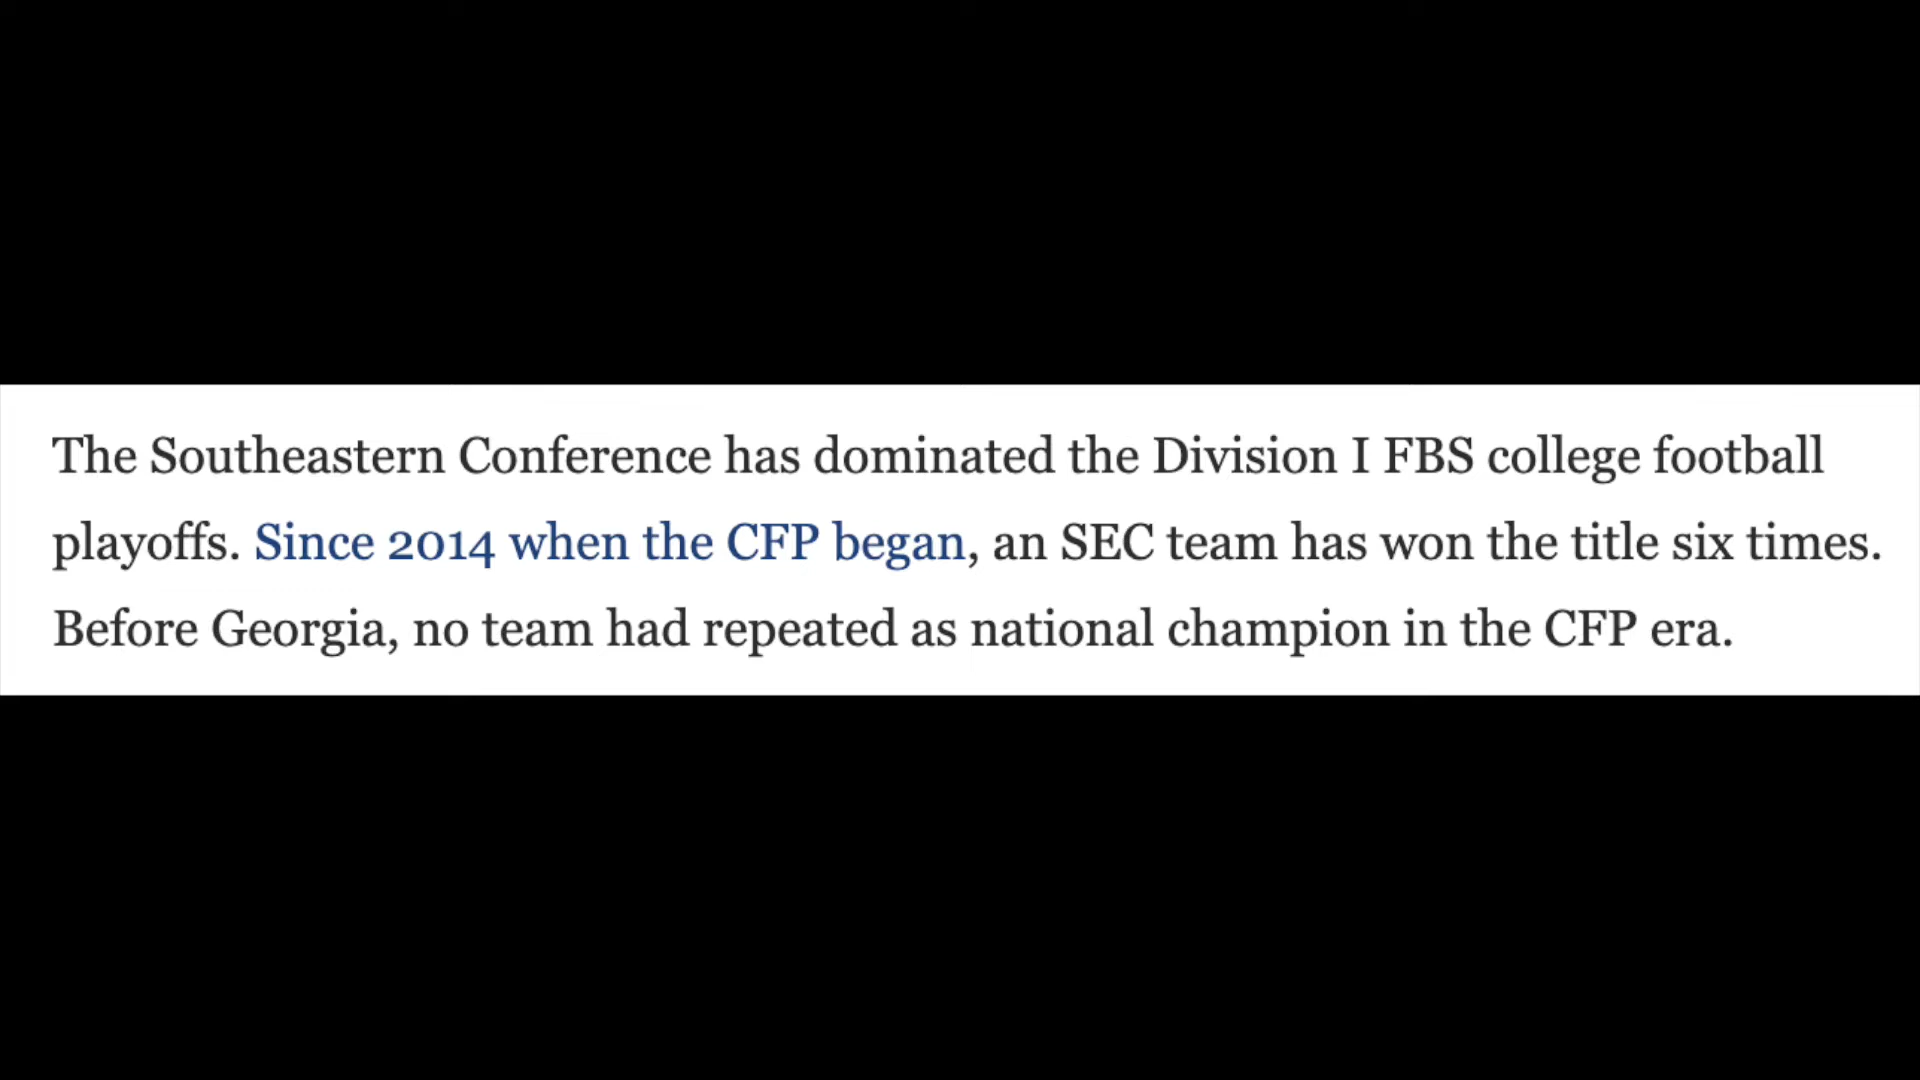 The Southeastern Conference has dominated the Division I FBS college football
playoffs. Since 2014 when the CFP began, an SEC team has won the title six times.
Before Georgia, no team had repeated as national champion in the CFP era.